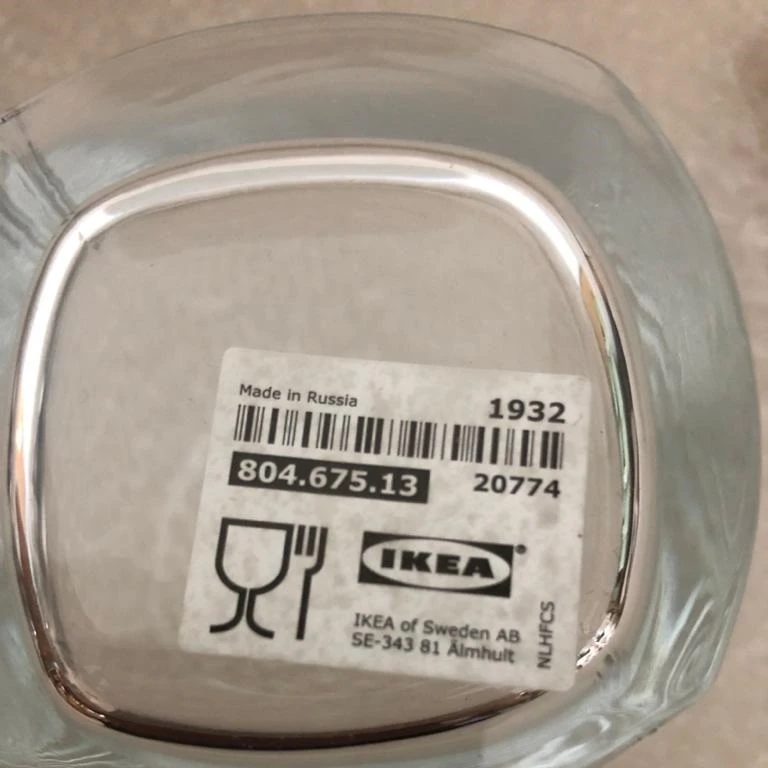 Made in Russia
1932
804.675.13
20774
IKEA®
IKEA of Sweden AB
SE-343 81 Älmhult
NLHFCS